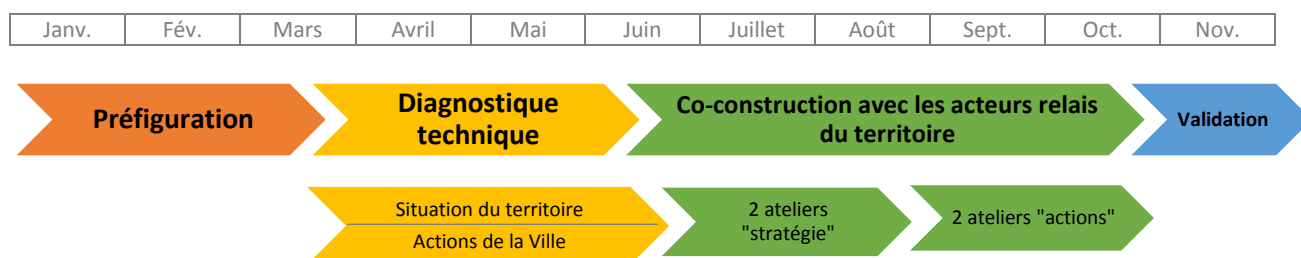 Janv. Fév. Mars Avril Mai Juin Juillet Août Sept. Oct. Nov.
Préfiguration
Diagnostique
technique
Co-construction avec les acteurs relais
du territoire
Validation
Situation du territoire
Actions de la Ville
2 ateliers
"stratégie"
2 ateliers "actions"